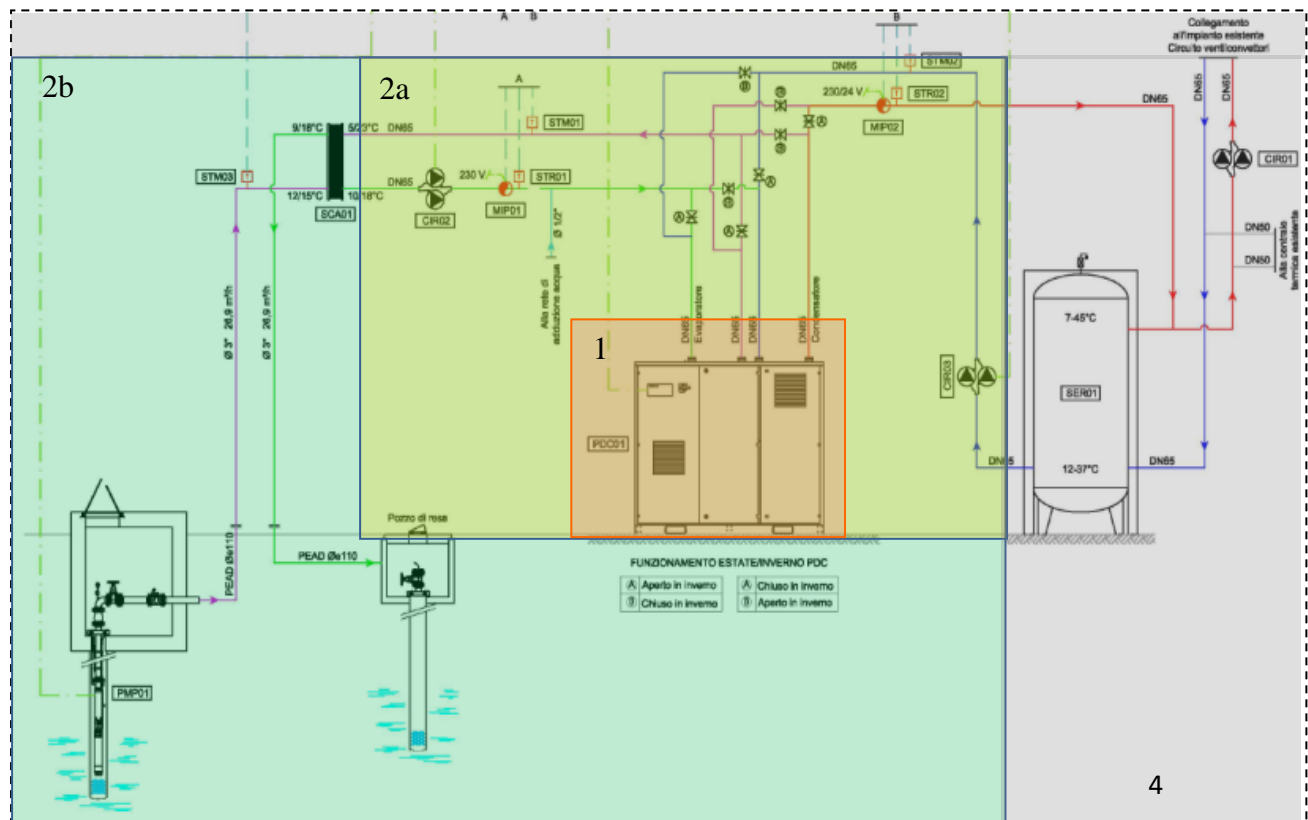 A B
B
Collegamento
all'impianto esistente
Circuito ventilconvettori
2b
2a
A
DN65
STM02
230/24 V
STR02
MIP02
DN65
DN65
DN65
9/18°C
5/23°C
DN65
STM01
STM03
DN65
230 V
STR01
CIR01
12/15°C
10/18°C
SCA01
CIR02
MIP01
Ø 1/2"
Alla rete di
adduzione acqua
DN50
DN50
Alla centrale
termica esistente
Ø 3" 26,9 m³/h
Ø 3" 26,9 m³/h
DN65
Evaporatore
DN65
DN65
DN65
Condensatore
7-45°C
1
CIR03
SER01
PDC01
DN65
12-37°C
DN65
Pozzo di resa
PEAD Øe110
PEAD Øe110
FUNZIONAMENTO ESTATE/INVERNO PDC
A Aperto in inverno A Chiuso in inverno
B Chiuso in inverno B Aperto in inverno
PMP01
4